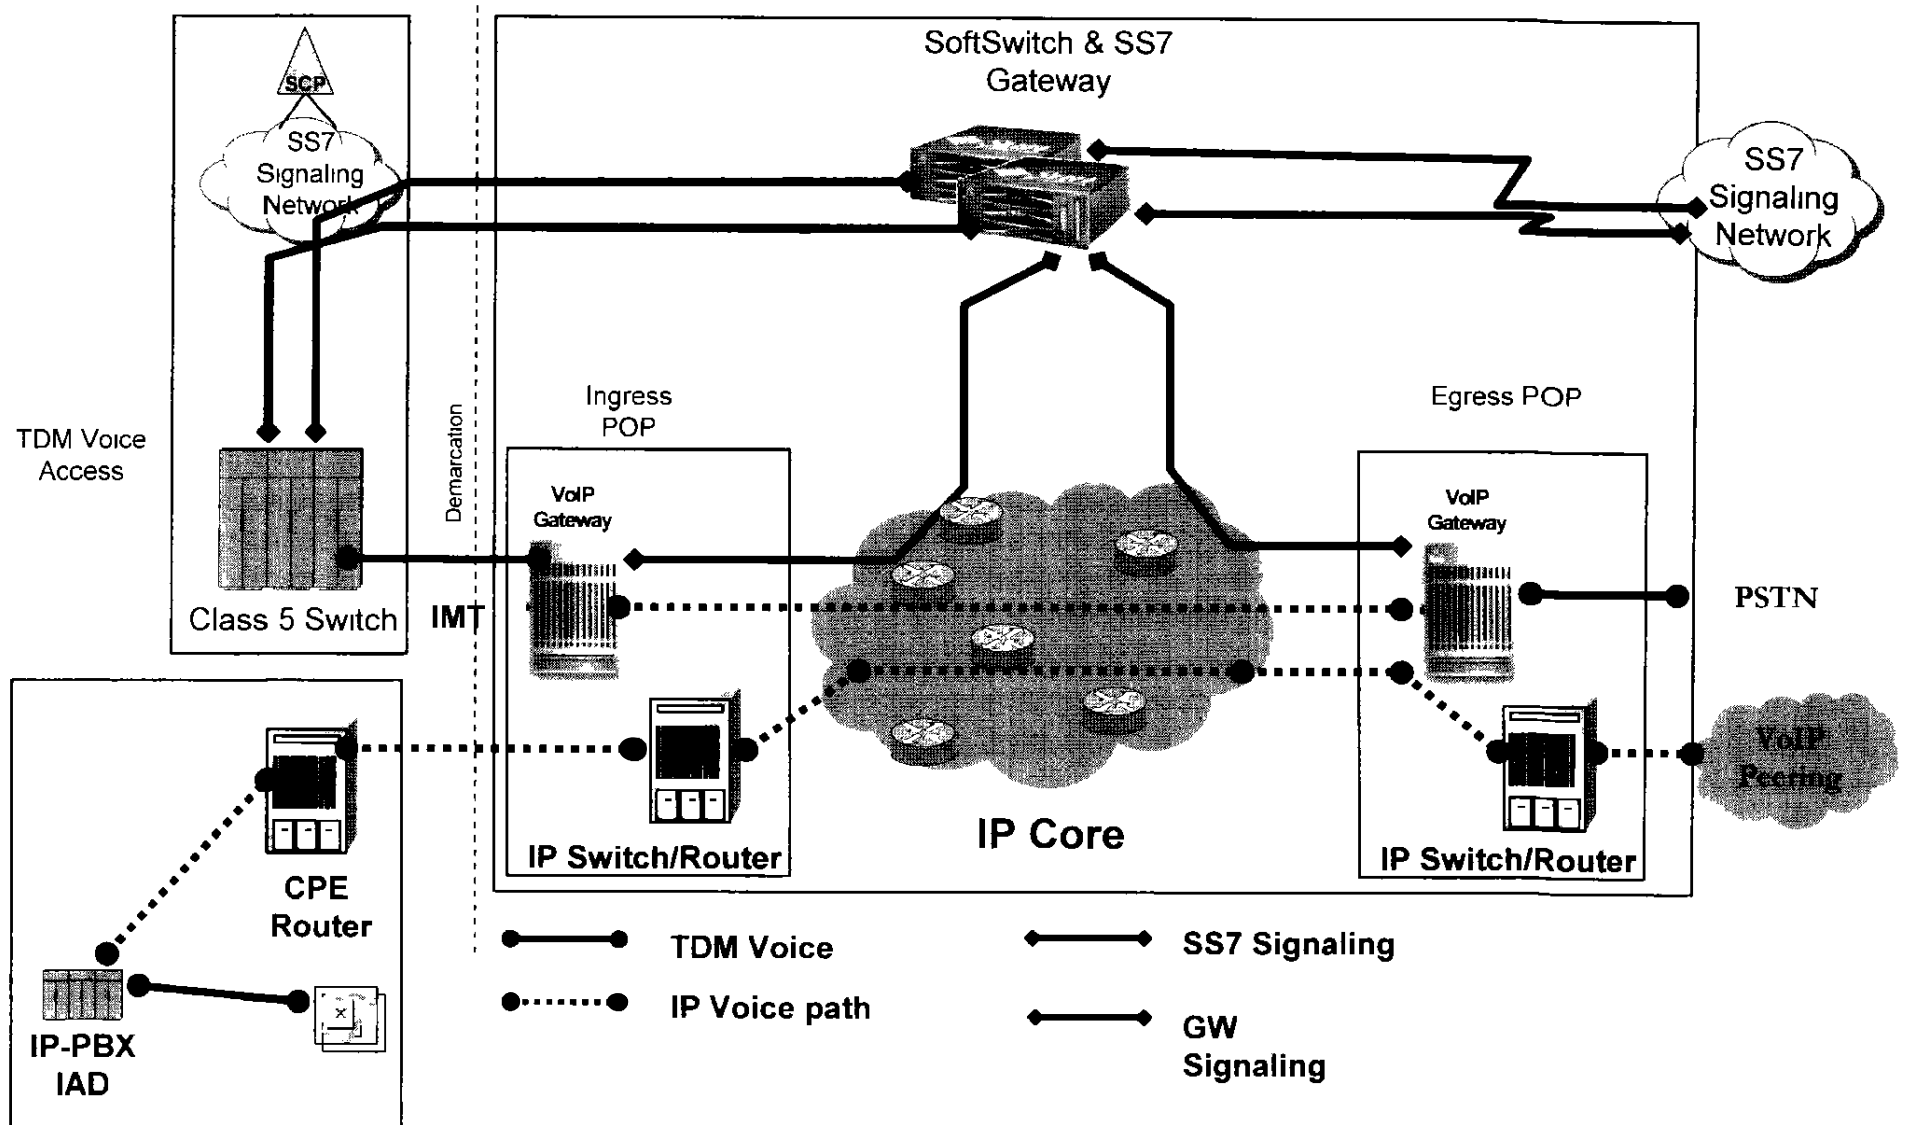 SoftSwitch & SS7
Gateway
SCP
SS7
Signaling
Network
SS7
Signaling
Network
TDM Voice
Access
Demarcation
Ingress
POP
Egress POP
VoIP
Gateway
VoIP
Gateway
Class 5 Switch
IMT
PSTN
VoIP
Peering
IP Core
IP Switch/Router
IP Switch/Router
CPE
Router
TDM Voice
SS7 Signaling
IP Voice path
GW
Signaling
IP-PBX
IAD
X